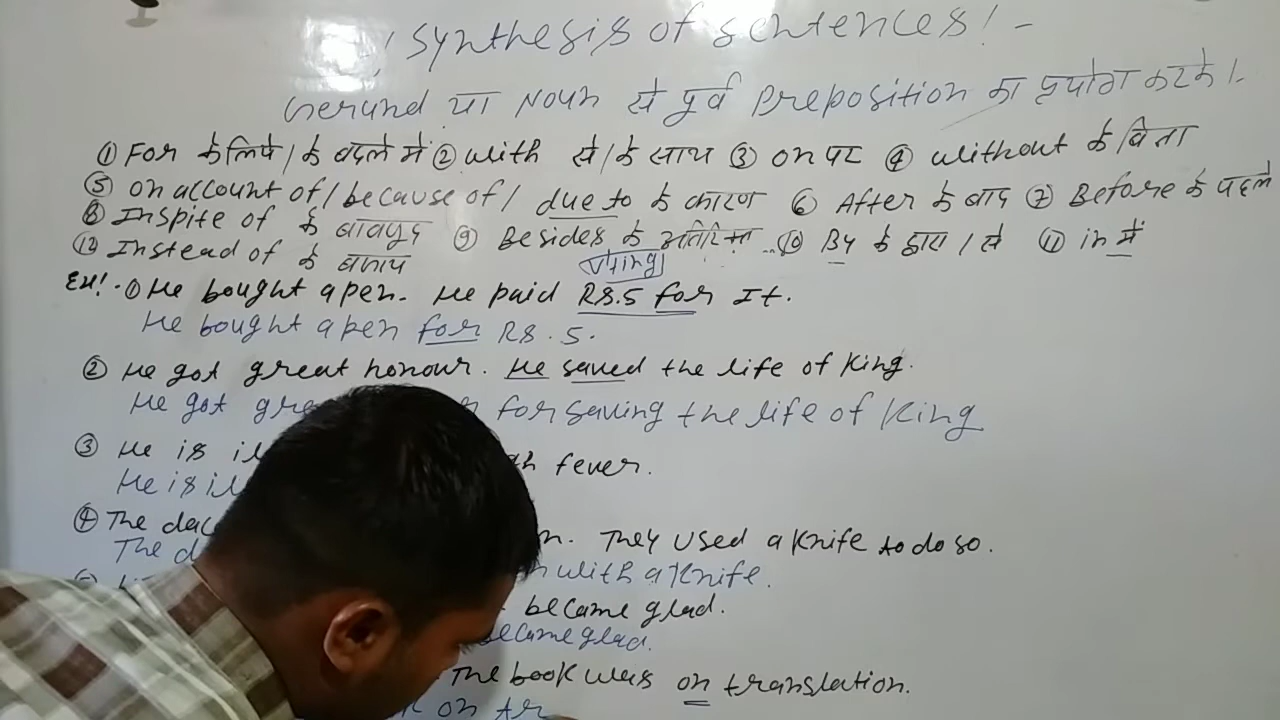 ! Synthesis of sentences! -
Gerund या Noun से पूर्व Preposition का प्रयोग करके।-
① For के लिये / के बदले में ② with से / के साथ ③ on पर ④ without के बिना
⑤ on account of / because of / due to के कारण ⑥ After के बाद ⑦ Before के पहले
⑧ Inspite of के बावजूद ⑨ Besides के अतिरिक्त ⑩ By के द्वारा / से ⑪ in में
⑫ Instead of के बजाय
V+ing
Ex! - ① He bought a pen. He paid Rs.5 for It.
He bought a pen for Rs. 5.
② He got great honour. He saved the life of King.
He got for saving the life of King
③ He is fever.
He is
④ The They used a knife to do so.
The with a knife.
⑤ became glad.
became glad.
The book was on translation.
on